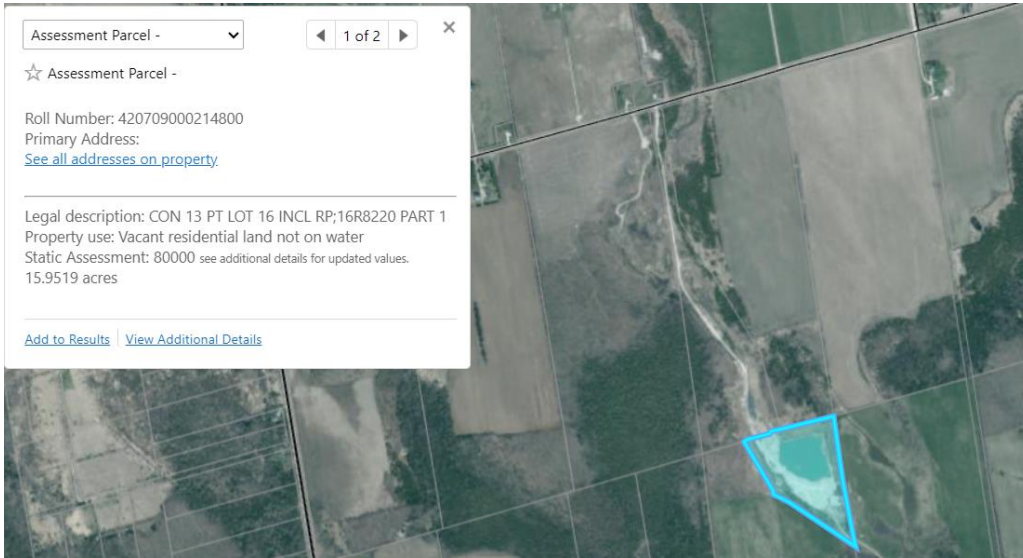 Assessment Parcel -
1 of 2
Assessment Parcel -
Roll Number: 420709000214800
Primary Address:
See all addresses on property
Legal description: CON 13 PT LOT 16 INCL RP;16R8220 PART 1
Property use: Vacant residential land not on water
Static Assessment: 80000 see additional details for updated values.
15.9519 acres
Add to Results
View Additional Details